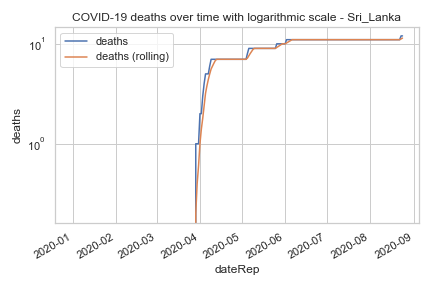 COVID-19 deaths over time with logarithmic scale - Sri_Lanka
deaths
deaths (rolling)
10¹
10⁰
deaths
2020-01
2020-02
2020-03
2020-04
2020-05
2020-06
2020-07
2020-08
2020-09
dateRep